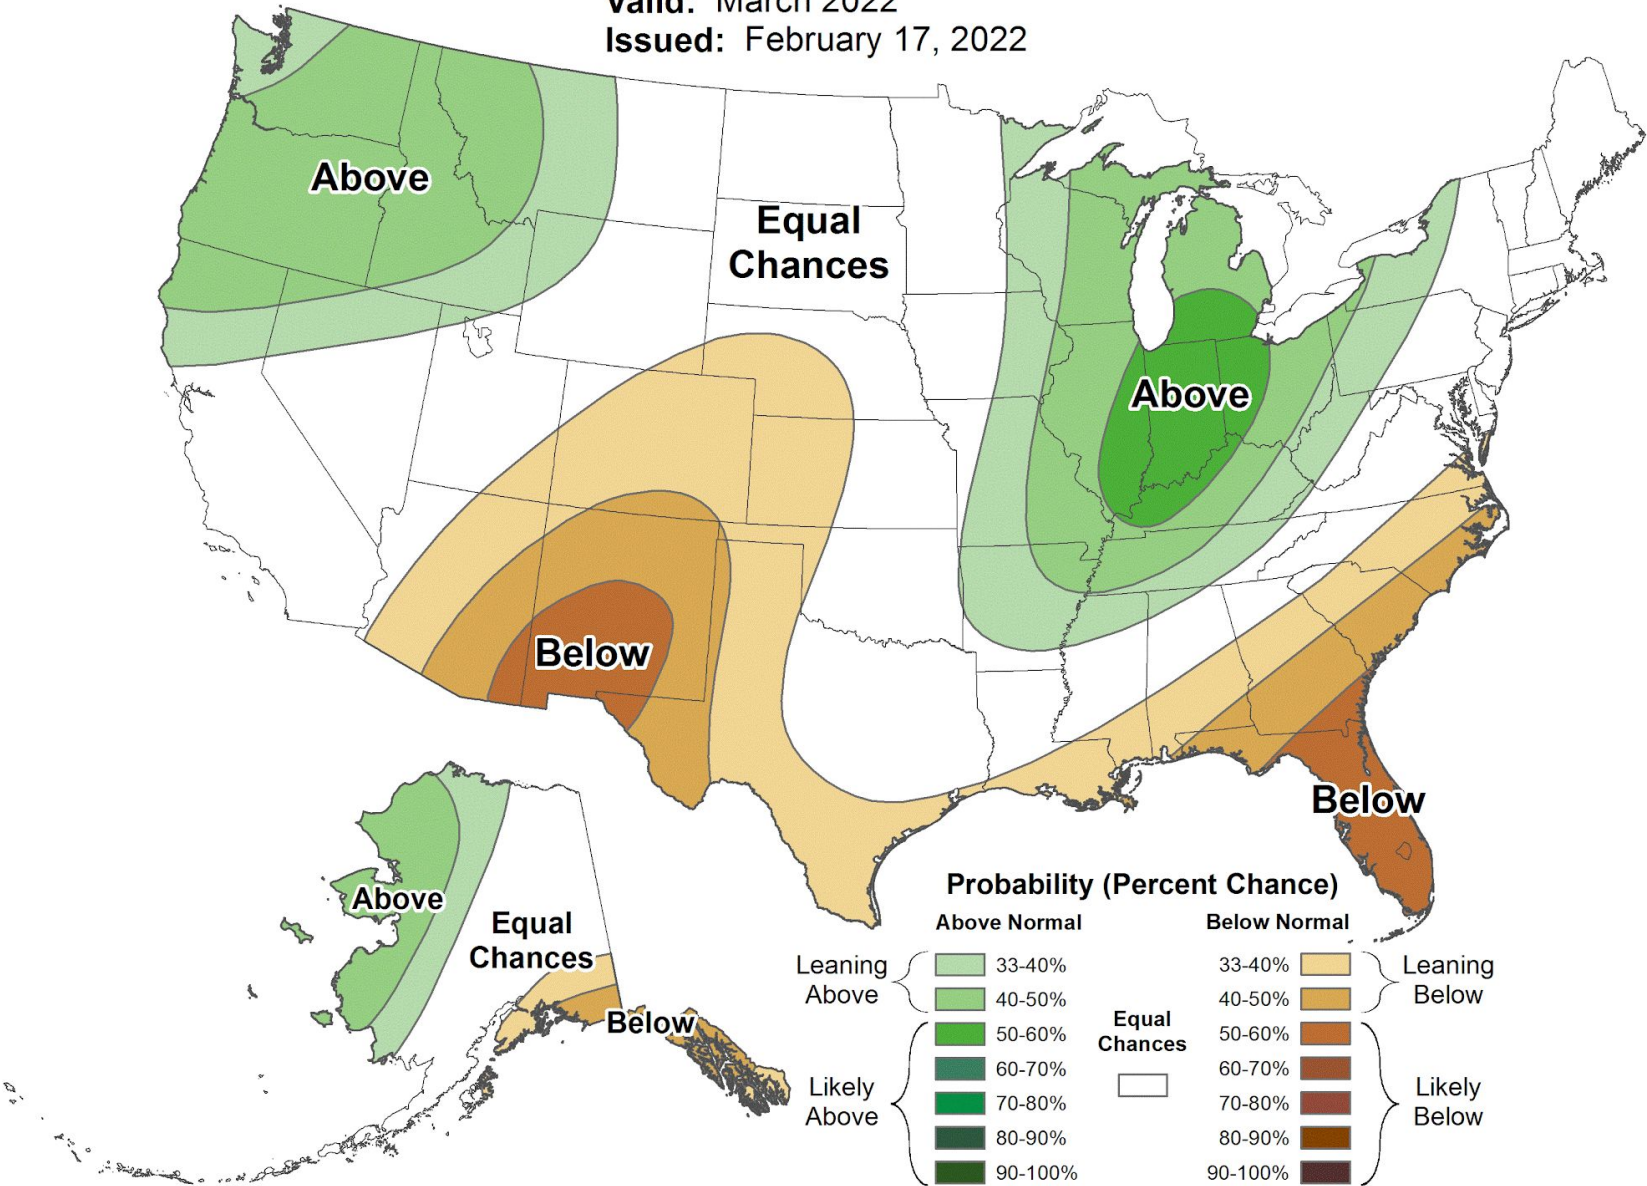 Valid: March 2022
Issued: February 17, 2022
Above
Equal
Chances
Above
Below
Below
Above
Equal
Chances
Below
Probability (Percent Chance)
Above Normal
Below Normal
Leaning
Above
33-40%
40-50%
Likely
Above
50-60%
60-70%
70-80%
80-90%
90-100%
Equal
Chances
33-40%
40-50%
Leaning
Below
50-60%
60-70%
70-80%
80-90%
90-100%
Likely
Below